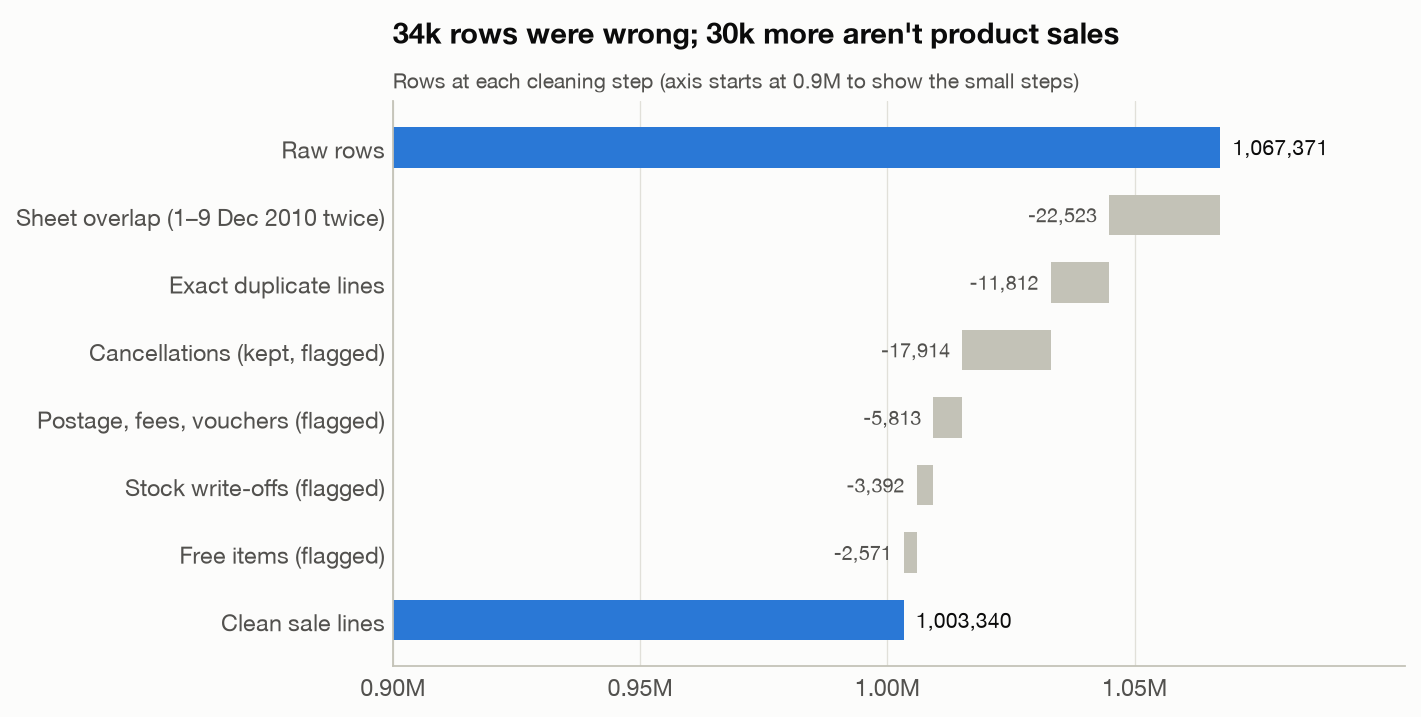 34k rows were wrong; 30k more aren't product sales
Rows at each cleaning step (axis starts at 0.9M to show the small steps)
Raw rows 1,067,371
Sheet overlap (1–9 Dec 2010 twice) -22,523
Exact duplicate lines -11,812
Cancellations (kept, flagged) -17,914
Postage, fees, vouchers (flagged) -5,813
Stock write-offs (flagged) -3,392
Free items (flagged) -2,571
Clean sale lines 1,003,340
0.90M 0.95M 1.00M 1.05M